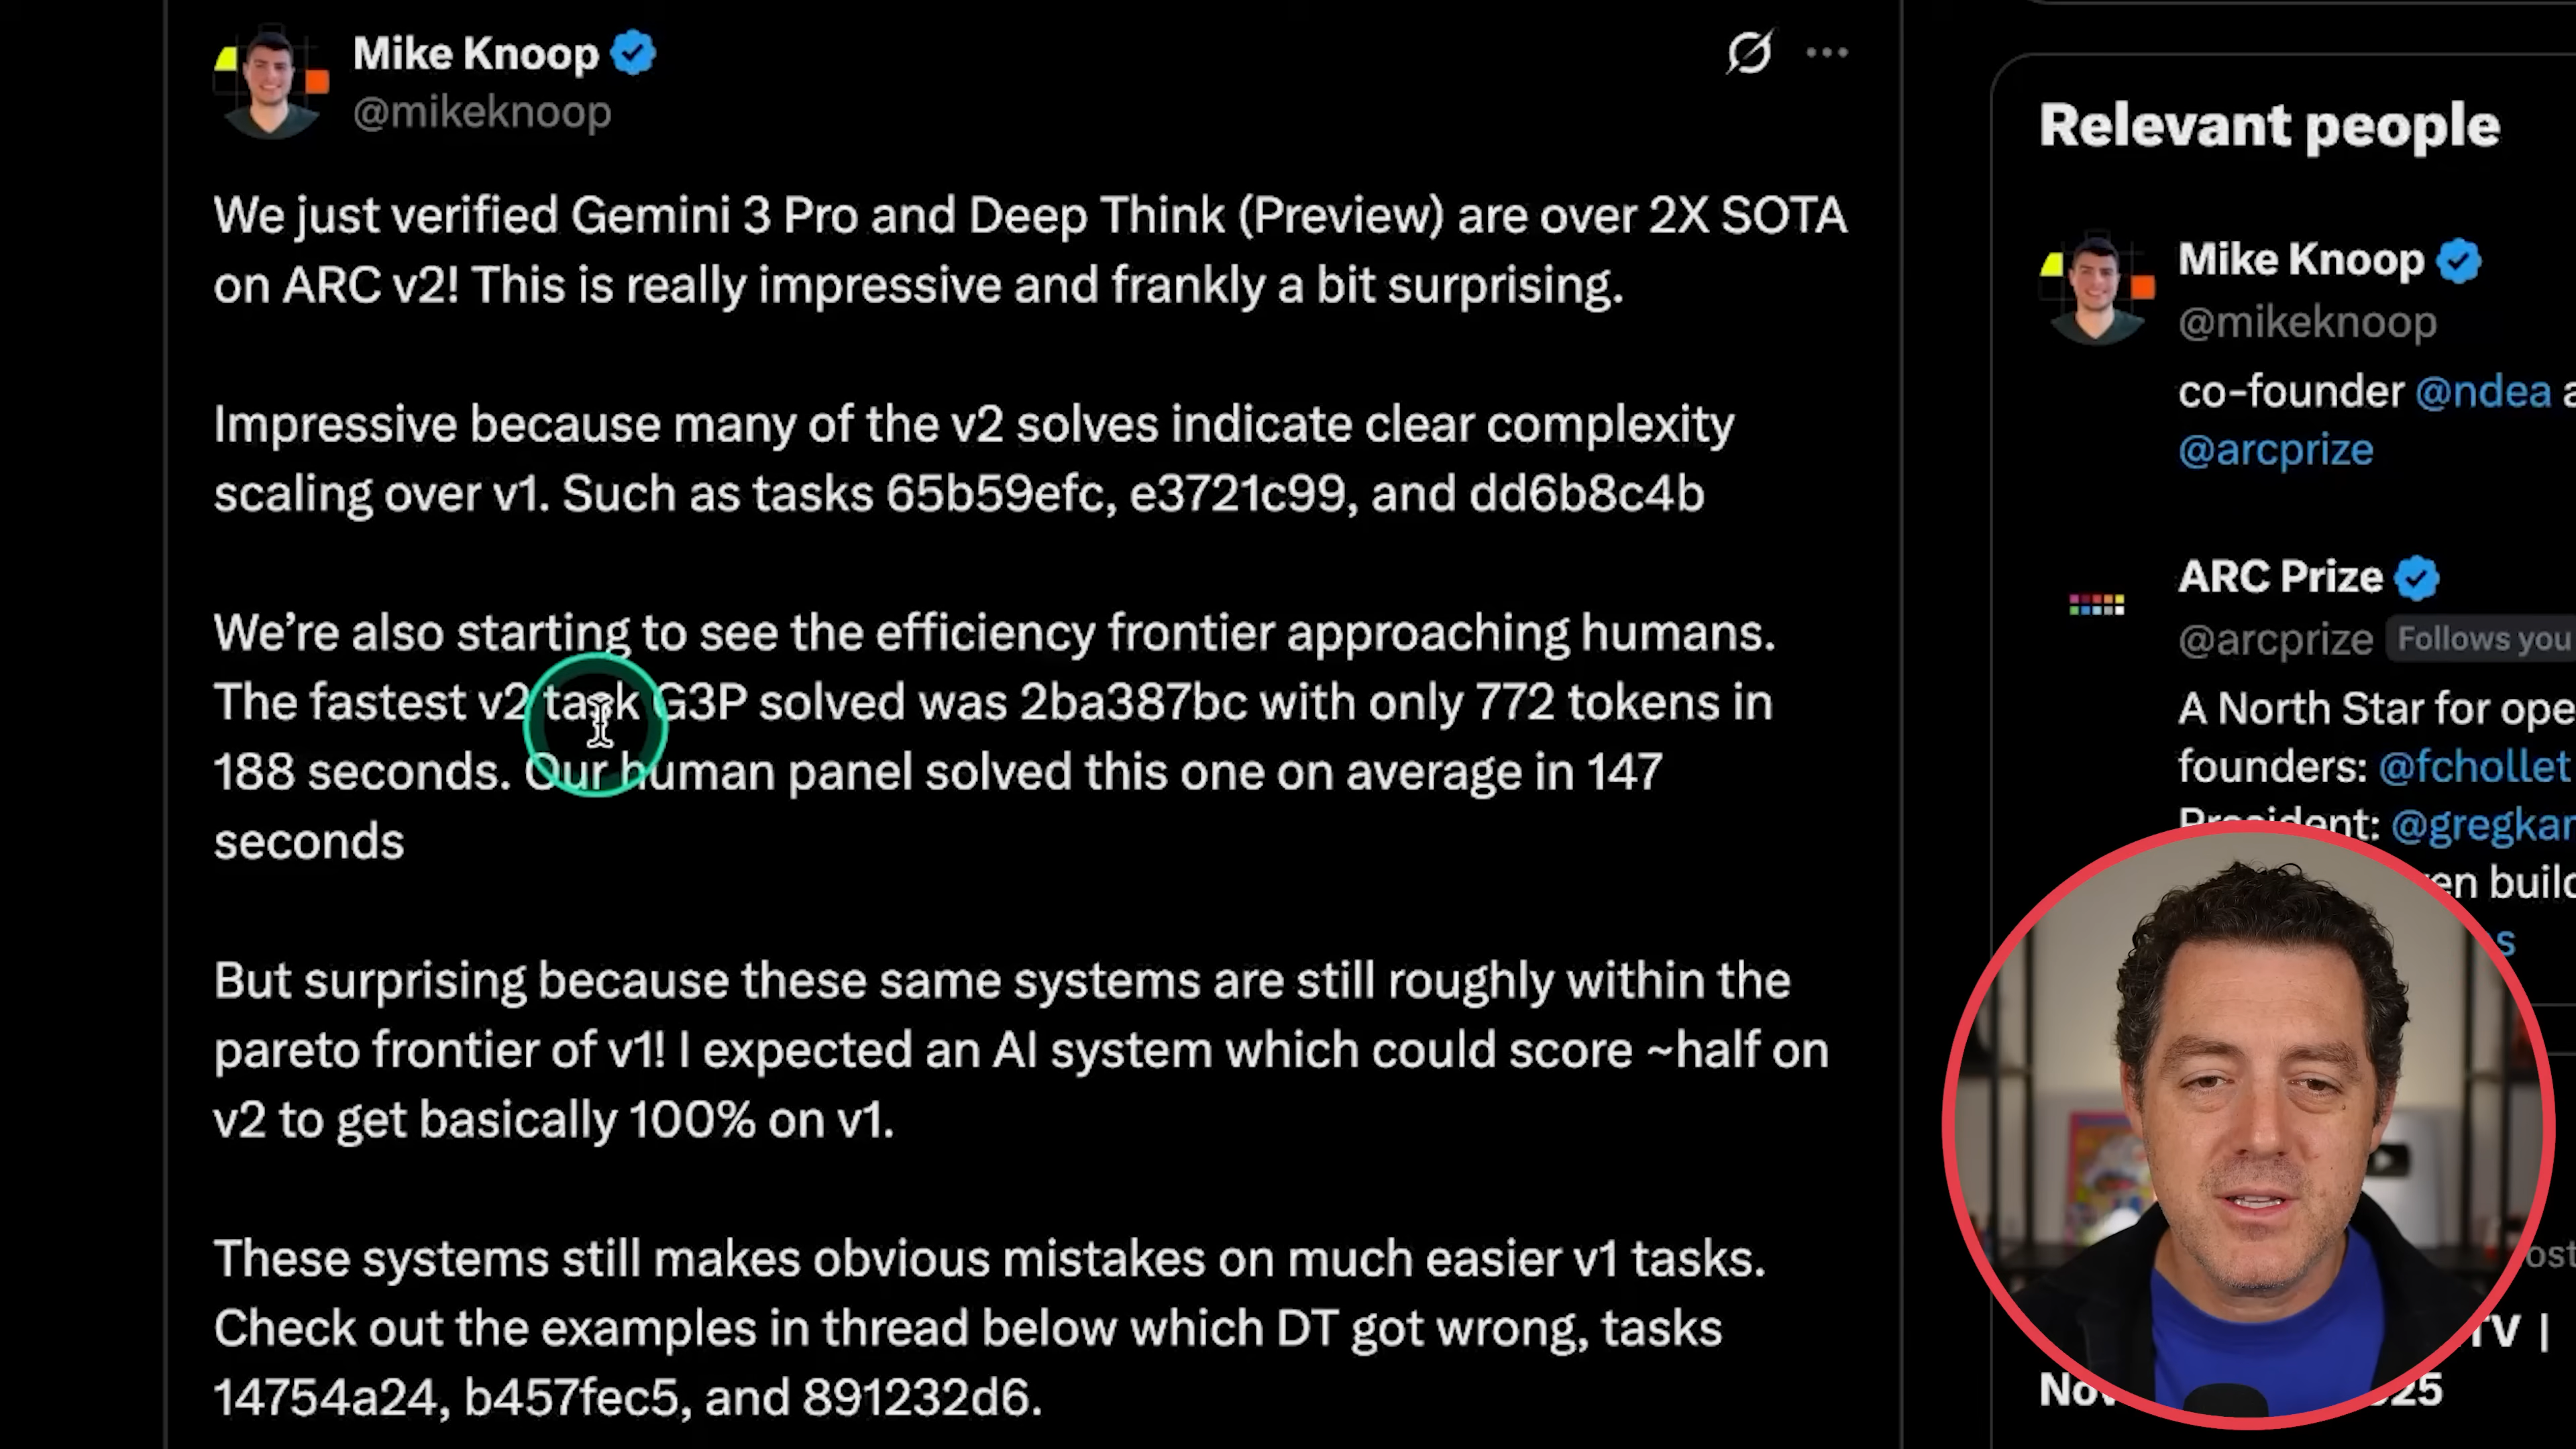 Mike Knoop
@mikeknoop
We just verified Gemini 3 Pro and Deep Think (Preview) are over 2X SOTA
on ARC v2! This is really impressive and frankly a bit surprising.
Impressive because many of the v2 solves indicate clear complexity
scaling over v1. Such as tasks 65b59efc, e3721c99, and dd6b8c4b
We're also starting to see the efficiency frontier approaching humans.
The fastest v2 task G3P solved was 2ba387bc with only 772 tokens in
188 seconds. Our human panel solved this one on average in 147
seconds
But surprising because these same systems are still roughly within the
pareto frontier of v1! I expected an AI system which could score ~half on
v2 to get basically 100% on v1.
These systems still makes obvious mistakes on much easier v1 tasks.
Check out the examples in thread below which DT got wrong, tasks
14754a24, b457fec5, and 891232d6.
Relevant people
Mike Knoop
@mikeknoop
co-founder @ndea
@arcprize
ARC Prize
@arcprize Follows you
A North Star for
founders: @fchollet
President:
TV |